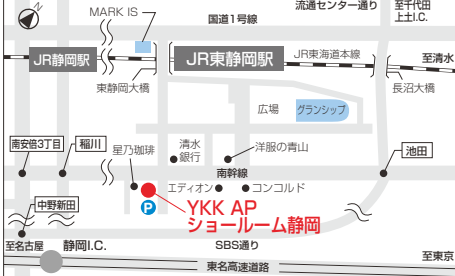 N
MARK IS
国道1号線
流通センター通り
至千代田
上土I.C.
JR静岡駅
JR東静岡駅
JR東海道本線
至清水
東静岡大橋
長沼大橋
広場
グランシップ
南安倍3丁目
稲川
星乃珈琲
清水
銀行
洋服の青山
池田
南幹線
エディオン
コンコルド
中野新田
P
YKK AP
ショールーム静岡
至名古屋
静岡I.C.
SBS通り
東名高速道路
至東京